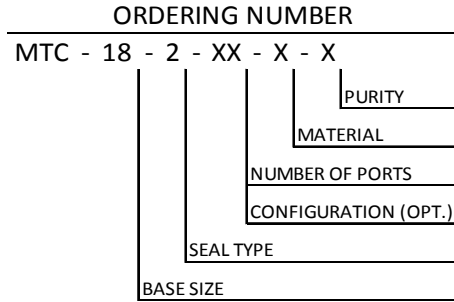 ORDERING NUMBER
MTC - 18 - 2 - XX - X - X
PURITY
MATERIAL
NUMBER OF PORTS
CONFIGURATION (OPT.)
SEAL TYPE
BASE SIZE